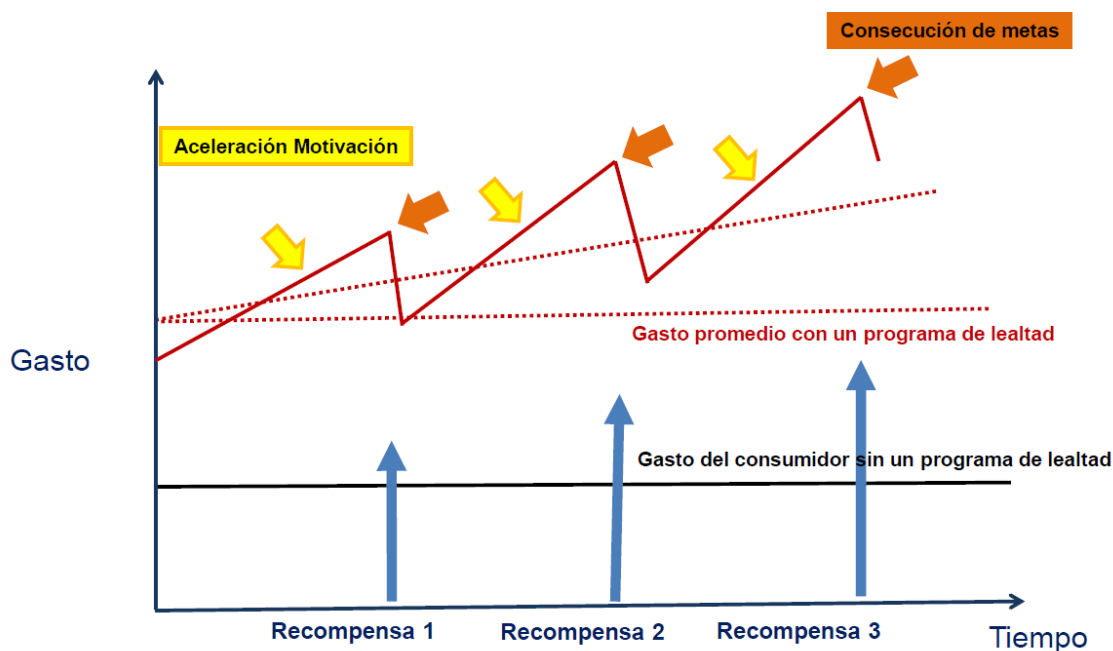 Consecución de metas
Aceleración Motivación
Gasto promedio con un programa de lealtad
Gasto
Gasto del consumidor sin un programa de lealtad
Recompensa 1
Recompensa 2
Recompensa 3
Tiempo